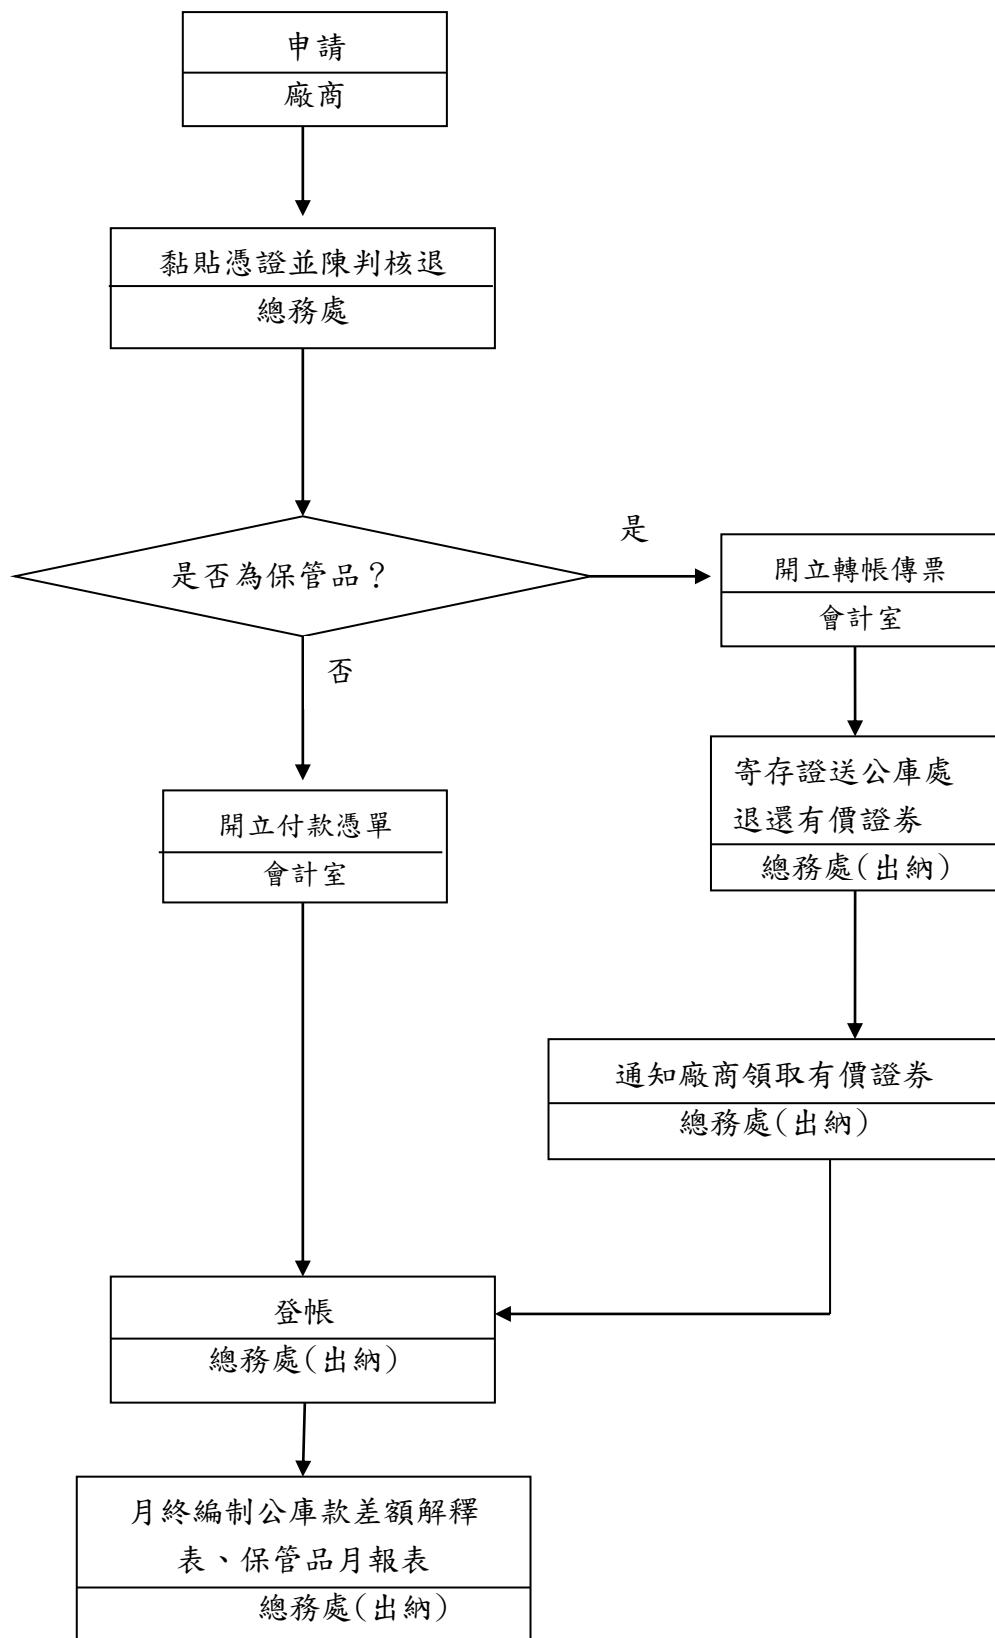 申請
廠商
黏貼憑證並陳判核退
總務處
是否為保管品？
是
開立轉帳傳票
會計室
否
寄存證送公庫處
退還有價證券
總務處(出納)
開立付款憑單
會計室
通知廠商領取有價證券
總務處(出納)
登帳
總務處(出納)
月終編制公庫款差額解釋
表、保管品月報表
總務處(出納)